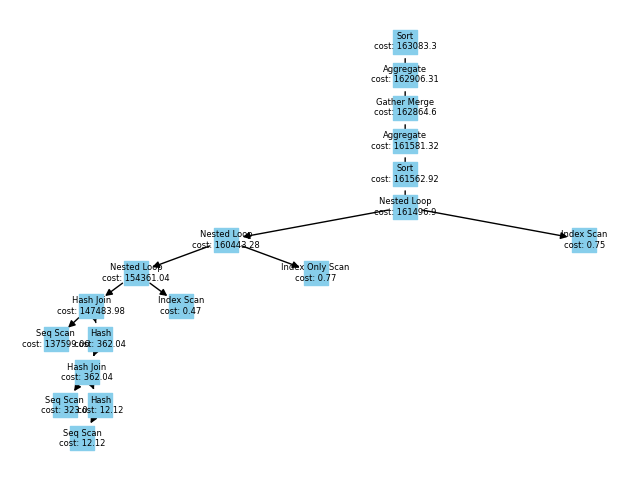 Sort
cost: 163083.3
Aggregate
cost: 162906.31
Gather Merge
cost: 162864.6
Aggregate
cost: 161581.32
Sort
cost: 161562.92
Nested Loop
cost: 161496.9
Nested Loop
cost: 160443.28
Index Scan
cost: 0.75
Nested Loop
cost: 154361.04
Index Only Scan
cost: 0.77
Hash Join
cost: 147483.98
Index Scan
cost: 0.47
Seq Scan
cost:
Hash
cost: 362.04
Hash Join
cost: 362.04
Seq Scan
cost:
Hash
cost: 12.12
Seq Scan
cost: 12.12